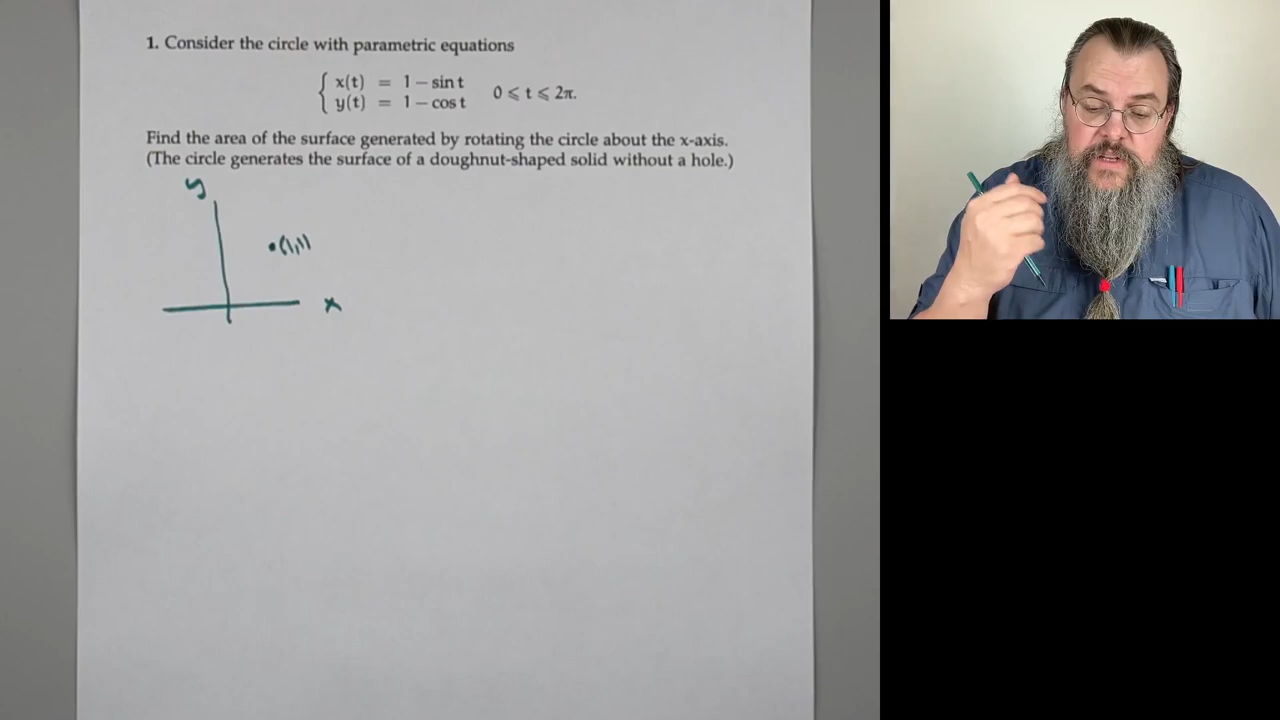 1. Consider the circle with parametric equations
{ x(t) = 1 − sin t
y(t) = 1 − cos t 0 ⩽ t ⩽ 2π.
Find the area of the surface generated by rotating the circle about the x-axis.
(The circle generates the surface of a doughnut-shaped solid without a hole.)
y
(1,1)
x